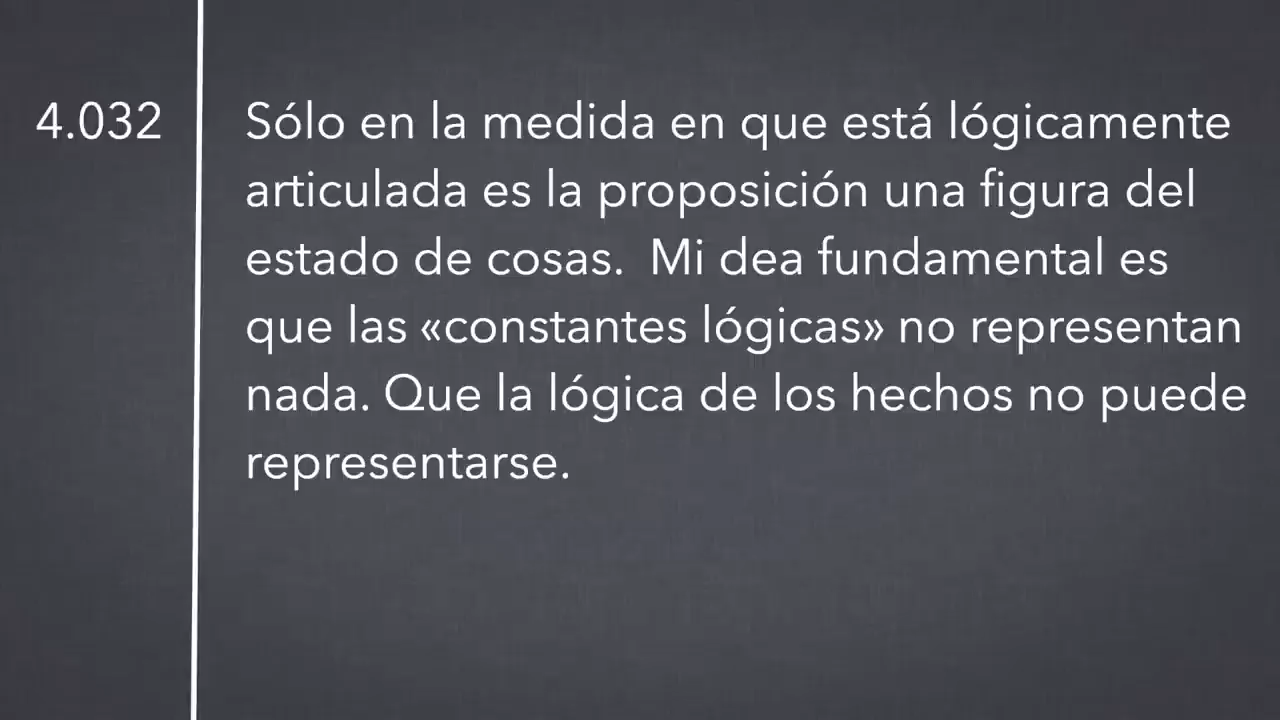 4.032
Sólo en la medida en que está lógicamente
articulada es la proposición una figura del
estado de cosas. Mi dea fundamental es
que las «constantes lógicas» no representan
nada. Que la lógica de los hechos no puede
representarse.